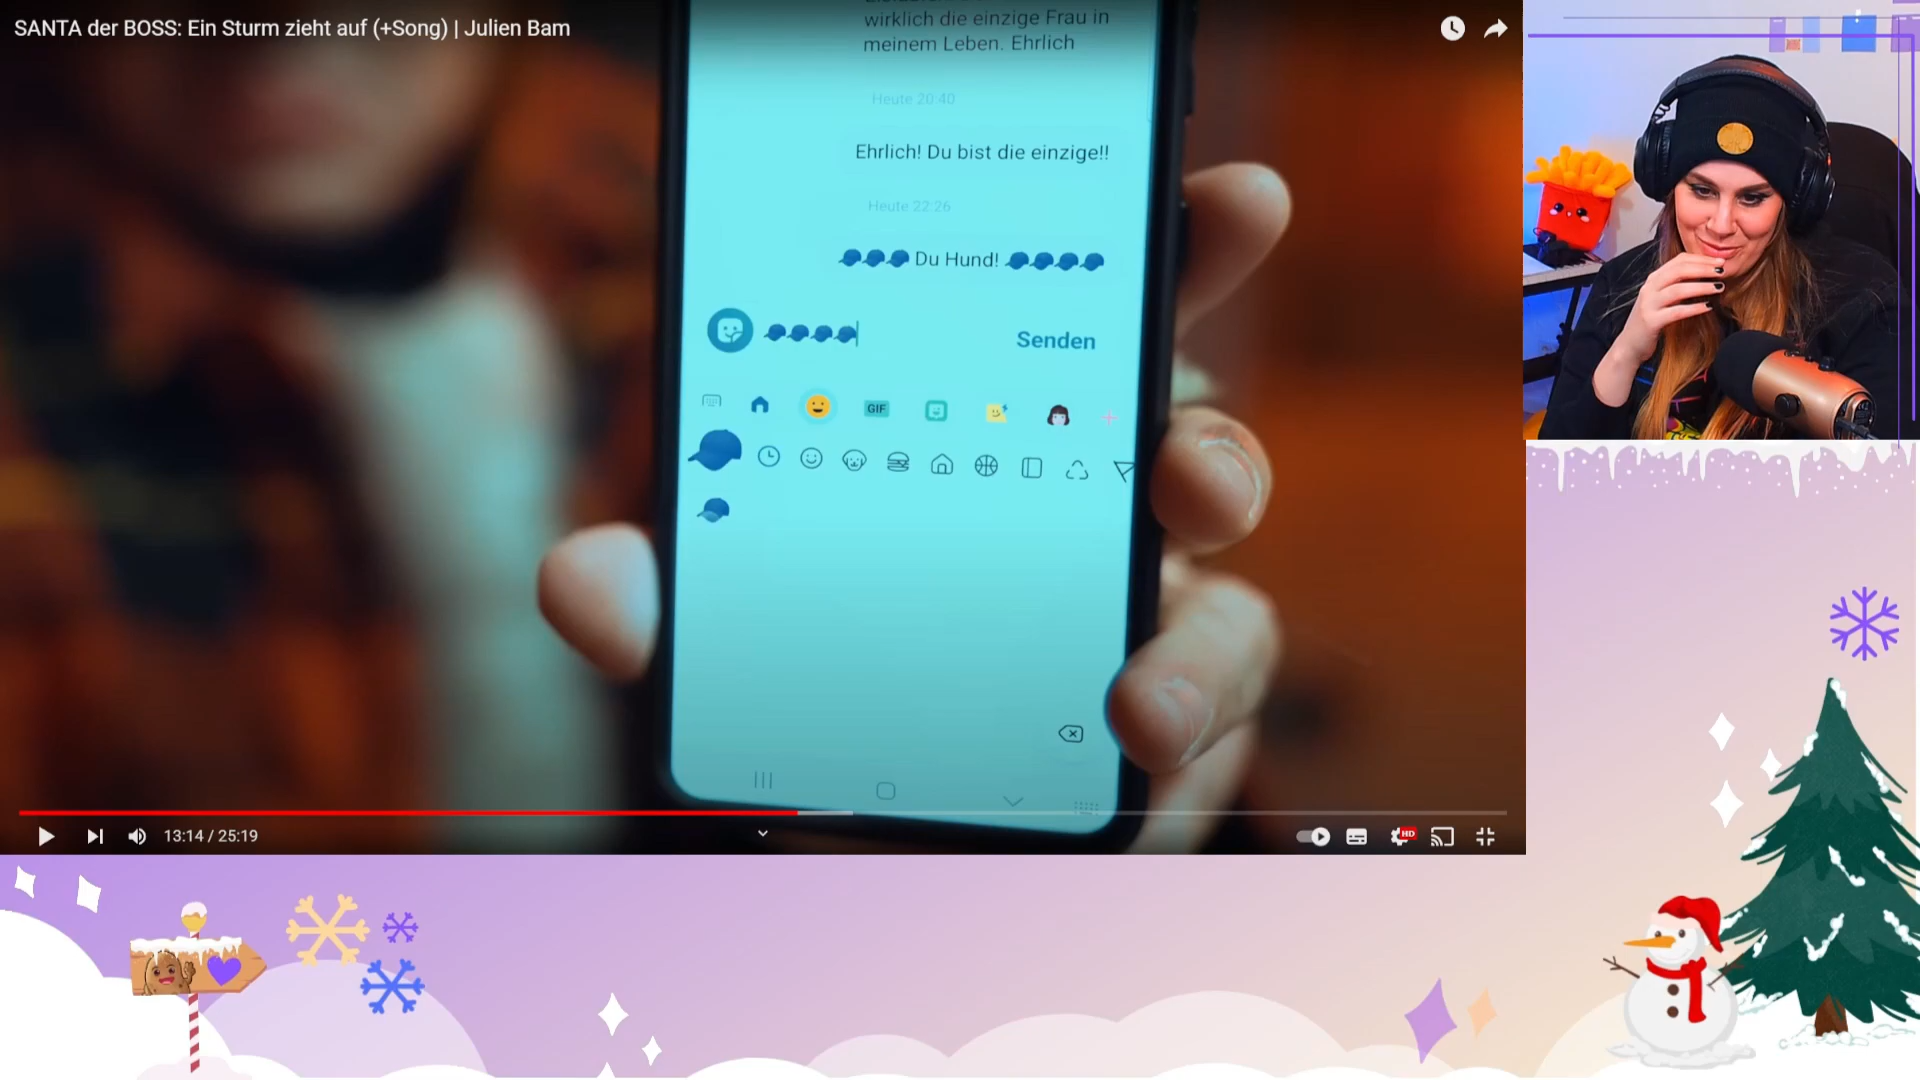 SANTA der BOSS: Ein Sturm zieht auf (+Song) | Julien Bam
wirklich die einzige Frau in
meinem Leben. Ehrlich
Heute 20:40
Ehrlich! Du bist die einzige!!
Heute 22:26
🧢🧢🧢 Du Hund! 🧢🧢🧢🧢
🧢🧢🧢🧢
Senden
GIF
13:14 / 25:19
HD